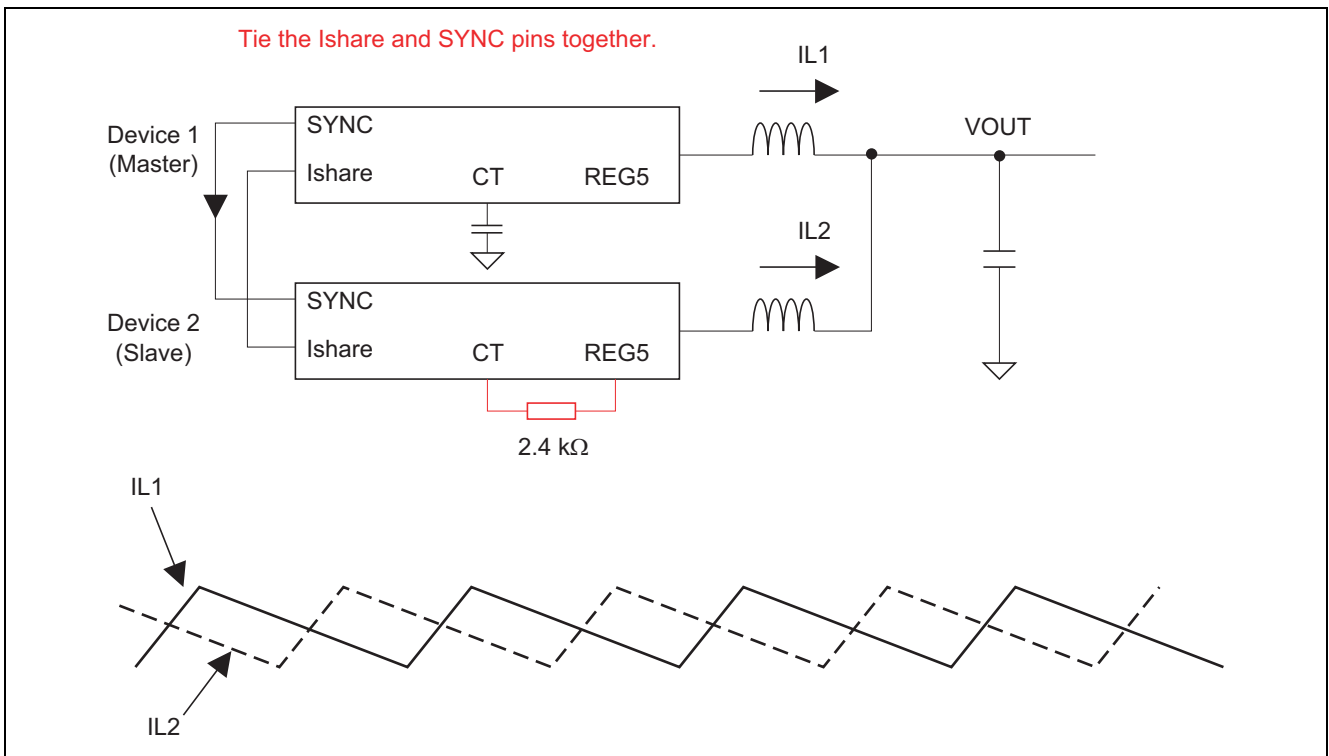 Tie the Ishare and SYNC pins together.
IL1
VOUT
Device 1
(Master)
SYNC
Ishare
CT
REG5
IL2
Device 2
(Slave)
SYNC
Ishare
CT
REG5
2.4 kΩ
IL1
IL2